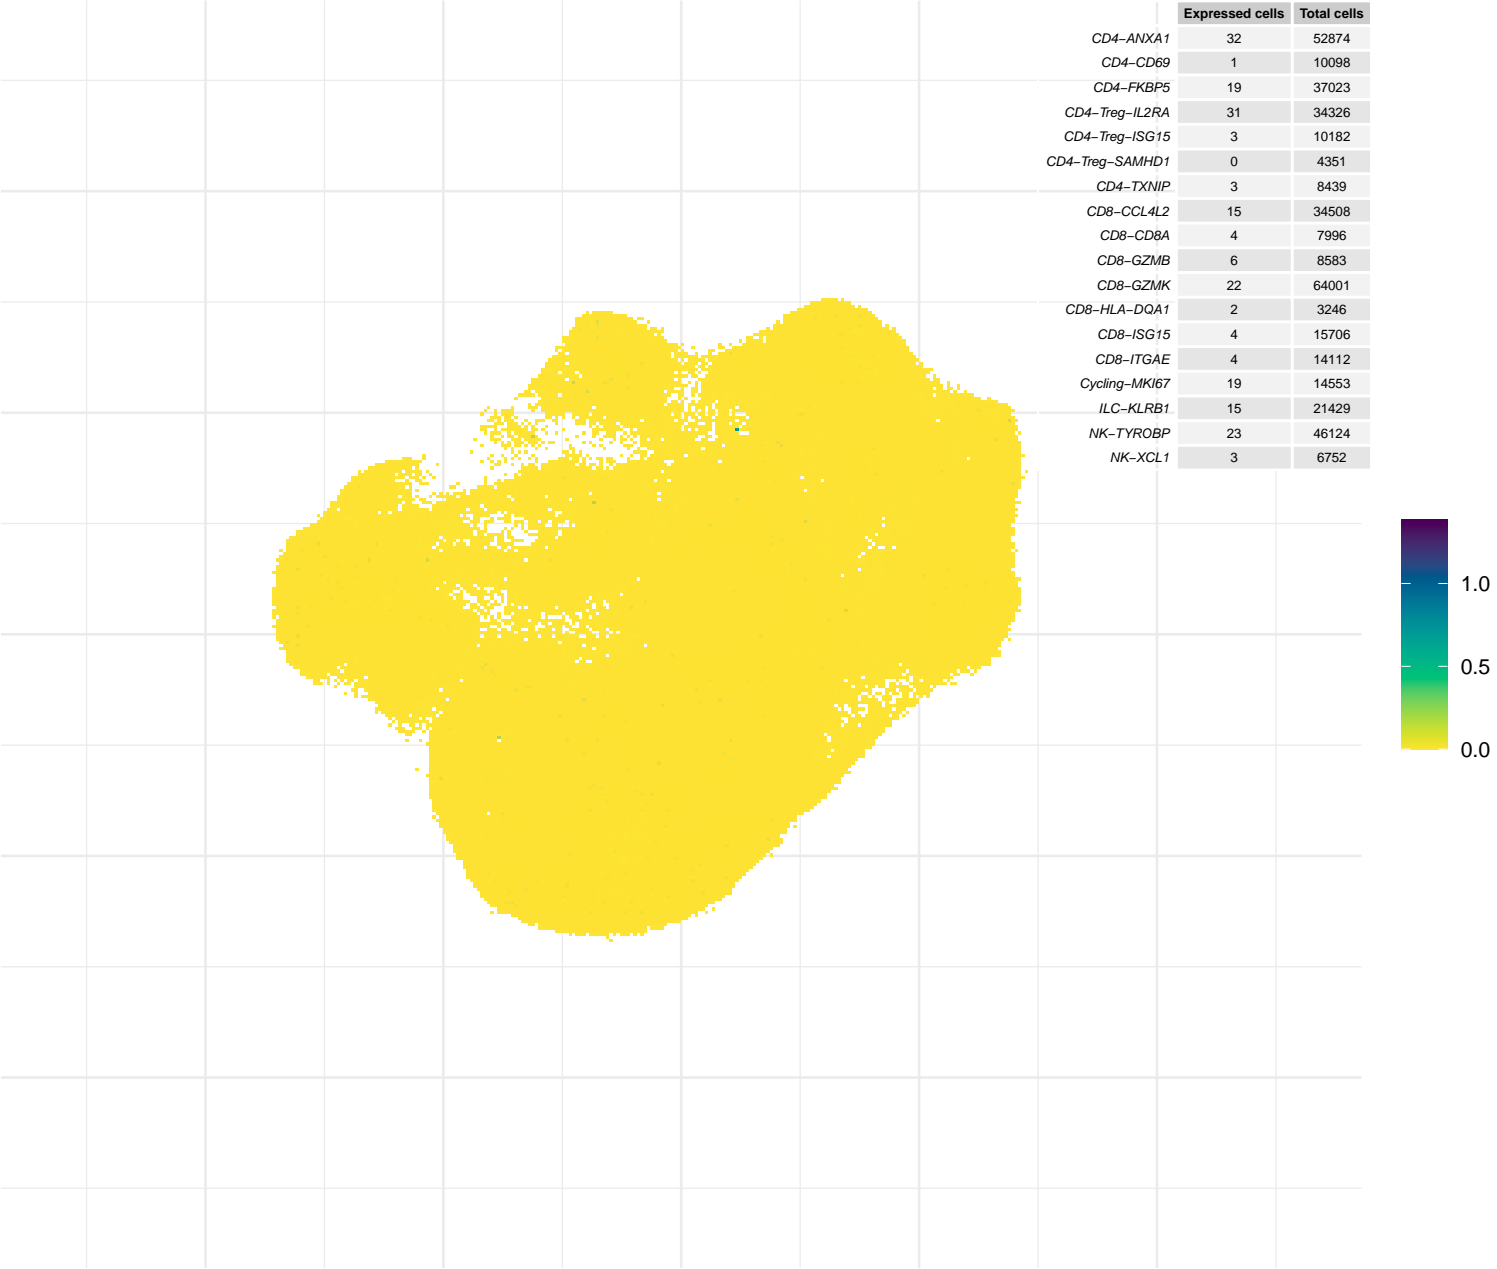 Expressed cells Total cells
CD4−ANXA1 32 52874
CD4−CD69 1 10098
CD4−FKBP5 19 37023
CD4−Treg−IL2RA 31 34326
CD4−Treg−ISG15 3 10182
CD4−Treg−SAMHD1 0 4351
CD4−TXNIP 3 8439
CD8−CCL4L2 15 34508
CD8−CD8A 4 7996
CD8−GZMB 6 8583
CD8−GZMK 22 64001
CD8−HLA−DQA1 2 3246
CD8−ISG15 4 15706
CD8−ITGAE 4 14112
Cycling−MKI67 19 14553
ILC−KLRB1 15 21429
NK−TYROBP 23 46124
NK−XCL1 3 6752
1.0
0.5
0.0